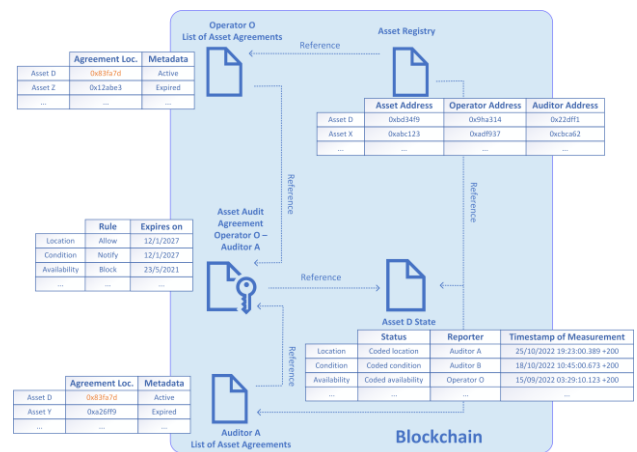 Operator O
List of Asset Agreements
Asset Registry
Reference
Agreement Loc. Metadata
Asset D 0x83fa7d Active
Asset Z 0x12abe3 Expired
... ... ...
Asset Address Operator Address Auditor Address
Asset D 0xbd34f9 0x9ha314 0x22dff1
Asset X 0xabc123 0xadf937 0xcbca62
... ... ... ...
Reference
Reference
Asset Audit
Agreement
Operator O –
Auditor A
Rule Expires on
Location Allow 12/1/2027
Condition Notify 12/1/2027
Availability Block 23/5/2021
... ... ...
Reference
Asset D State
Reference
Status Reporter Timestamp of Measurement
Location Coded location Auditor A 25/10/2022 19:23:00.389 +200
Condition Coded condition Auditor B 18/10/2022 10:45:00.673 +200
Availability Coded availability Operator O 15/09/2022 03:29:10.123 +200
... ... ... ...
Agreement Loc. Metadata
Asset D 0x83fa7d Active
Asset Y 0xa26ff9 Expired
... ... ...
Auditor A
List of Asset Agreements
Blockchain